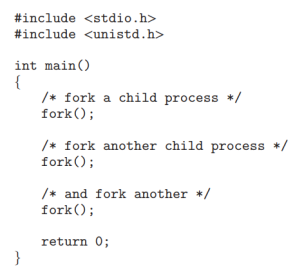 #include <stdio.h>
#include <unistd.h>
int main()
{
/* fork a child process */
fork();
/* fork another child process */
fork();
/* and fork another */
fork();
return 0;
}